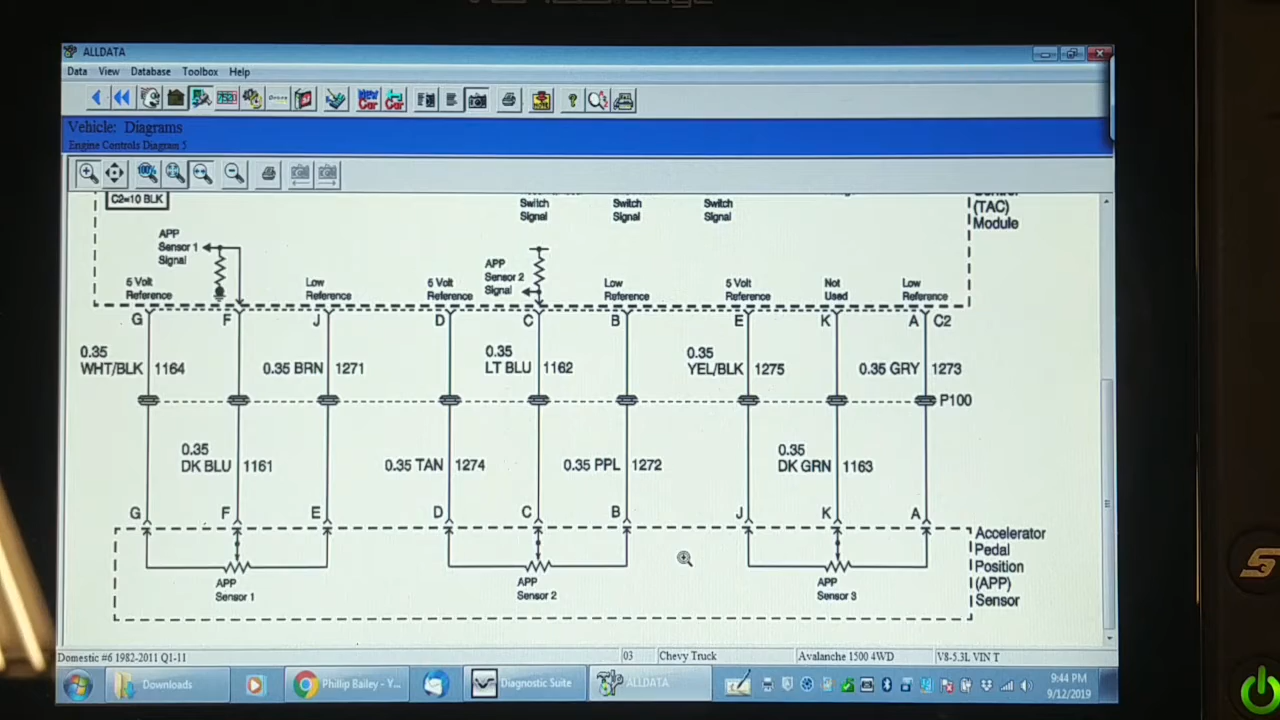 ALLDATA
Data View Database Toolbox Help
Vehicle: Diagrams
Engine Controls Diagram 5
C2=10 BLK
Switch Signal
Switch Signal
Switch Signal
(TAC)
Module
APP
Sensor 1
Signal
APP
Sensor 2
Signal
5 Volt Reference
Low Reference
5 Volt Reference
Low Reference
5 Volt Reference
Not Used
Low Reference
G F J D C B E K A C2
0.35 WHT/BLK 1164
0.35 BRN 1271
0.35 LT BLU 1162
0.35 YEL/BLK 1275
0.35 GRY 1273
P100
0.35 DK BLU 1161
0.35 TAN 1274
0.35 PPL 1272
0.35 DK GRN 1163
G F E D C B J K A
APP Sensor 1
APP Sensor 2
APP Sensor 3
Accelerator
Pedal
Position
(APP)
Sensor
Domestic #6 1982-2011 Q1-11 03 Chevy Truck Avalanche 1500 4WD V8-5.3L VIN T
Downloads Phillip Bailey - Y... Diagnostic Suite ALLDATA 9:44 PM
9/12/2019